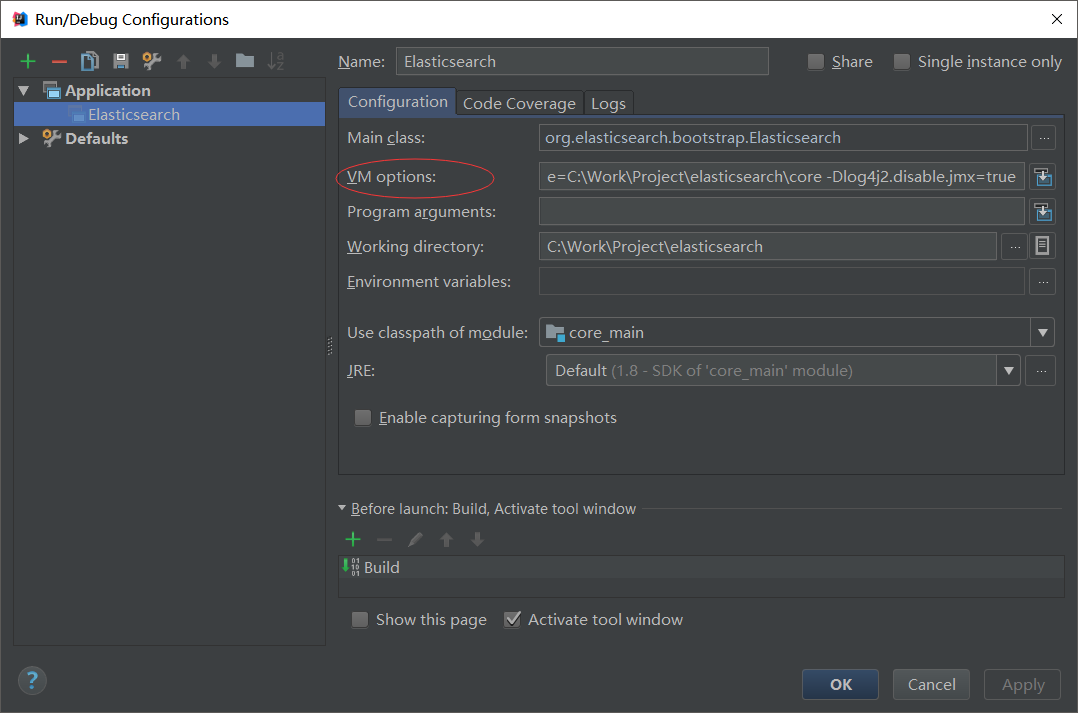 Run/Debug Configurations
Name: Elasticsearch
Share
Single instance only
Application
Elasticsearch
Defaults
Configuration Code Coverage Logs
Main class: org.elasticsearch.bootstrap.Elasticsearch ...
VM options: e=C:\Work\Project\elasticsearch\core -Dlog4j2.disable.jmx=true
Program arguments:
Working directory: C:\Work\Project\elasticsearch ...
Environment variables: ...
Use classpath of module: core_main
JRE: Default (1.8 - SDK of 'core_main' module) ...
Enable capturing form snapshots
Before launch: Build, Activate tool window
Build
Show this page Activate tool window
?
OK Cancel Apply